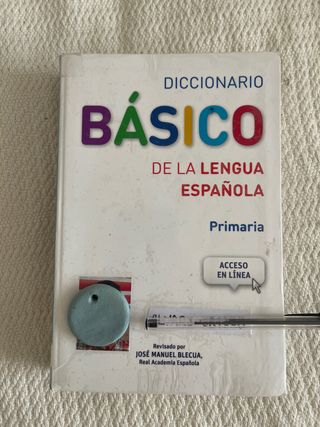 DICCIONARIO
BÁSICO
DE LA LENGUA
ESPAÑOLA
Primaria
ACCESO
EN LÍNEA
Revisado por
JOSÉ MANUEL BLECUA,
Real Academia Española